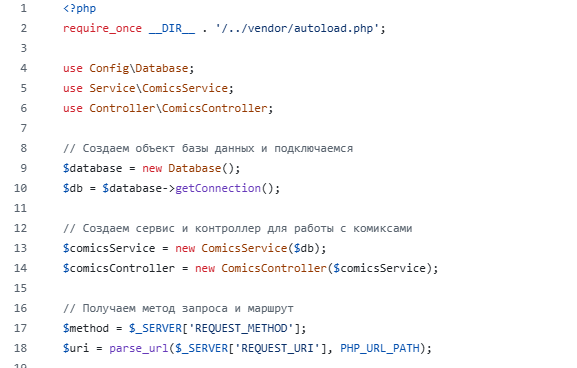 1 <?php
2 require_once __DIR__ . '/../vendor/autoload.php';
3
4 use Config\Database;
5 use Service\ComicsService;
6 use Controller\ComicsController;
7
8 // Создаем объект базы данных и подключаемся
9 $database = new Database();
10 $db = $database->getConnection();
11
12 // Создаем сервис и контроллер для работы с комиксами
13 $comicsService = new ComicsService($db);
14 $comicsController = new ComicsController($comicsService);
15
16 // Получаем метод запроса и маршрут
17 $method = $_SERVER['REQUEST_METHOD'];
18 $uri = parse_url($_SERVER['REQUEST_URI'], PHP_URL_PATH);